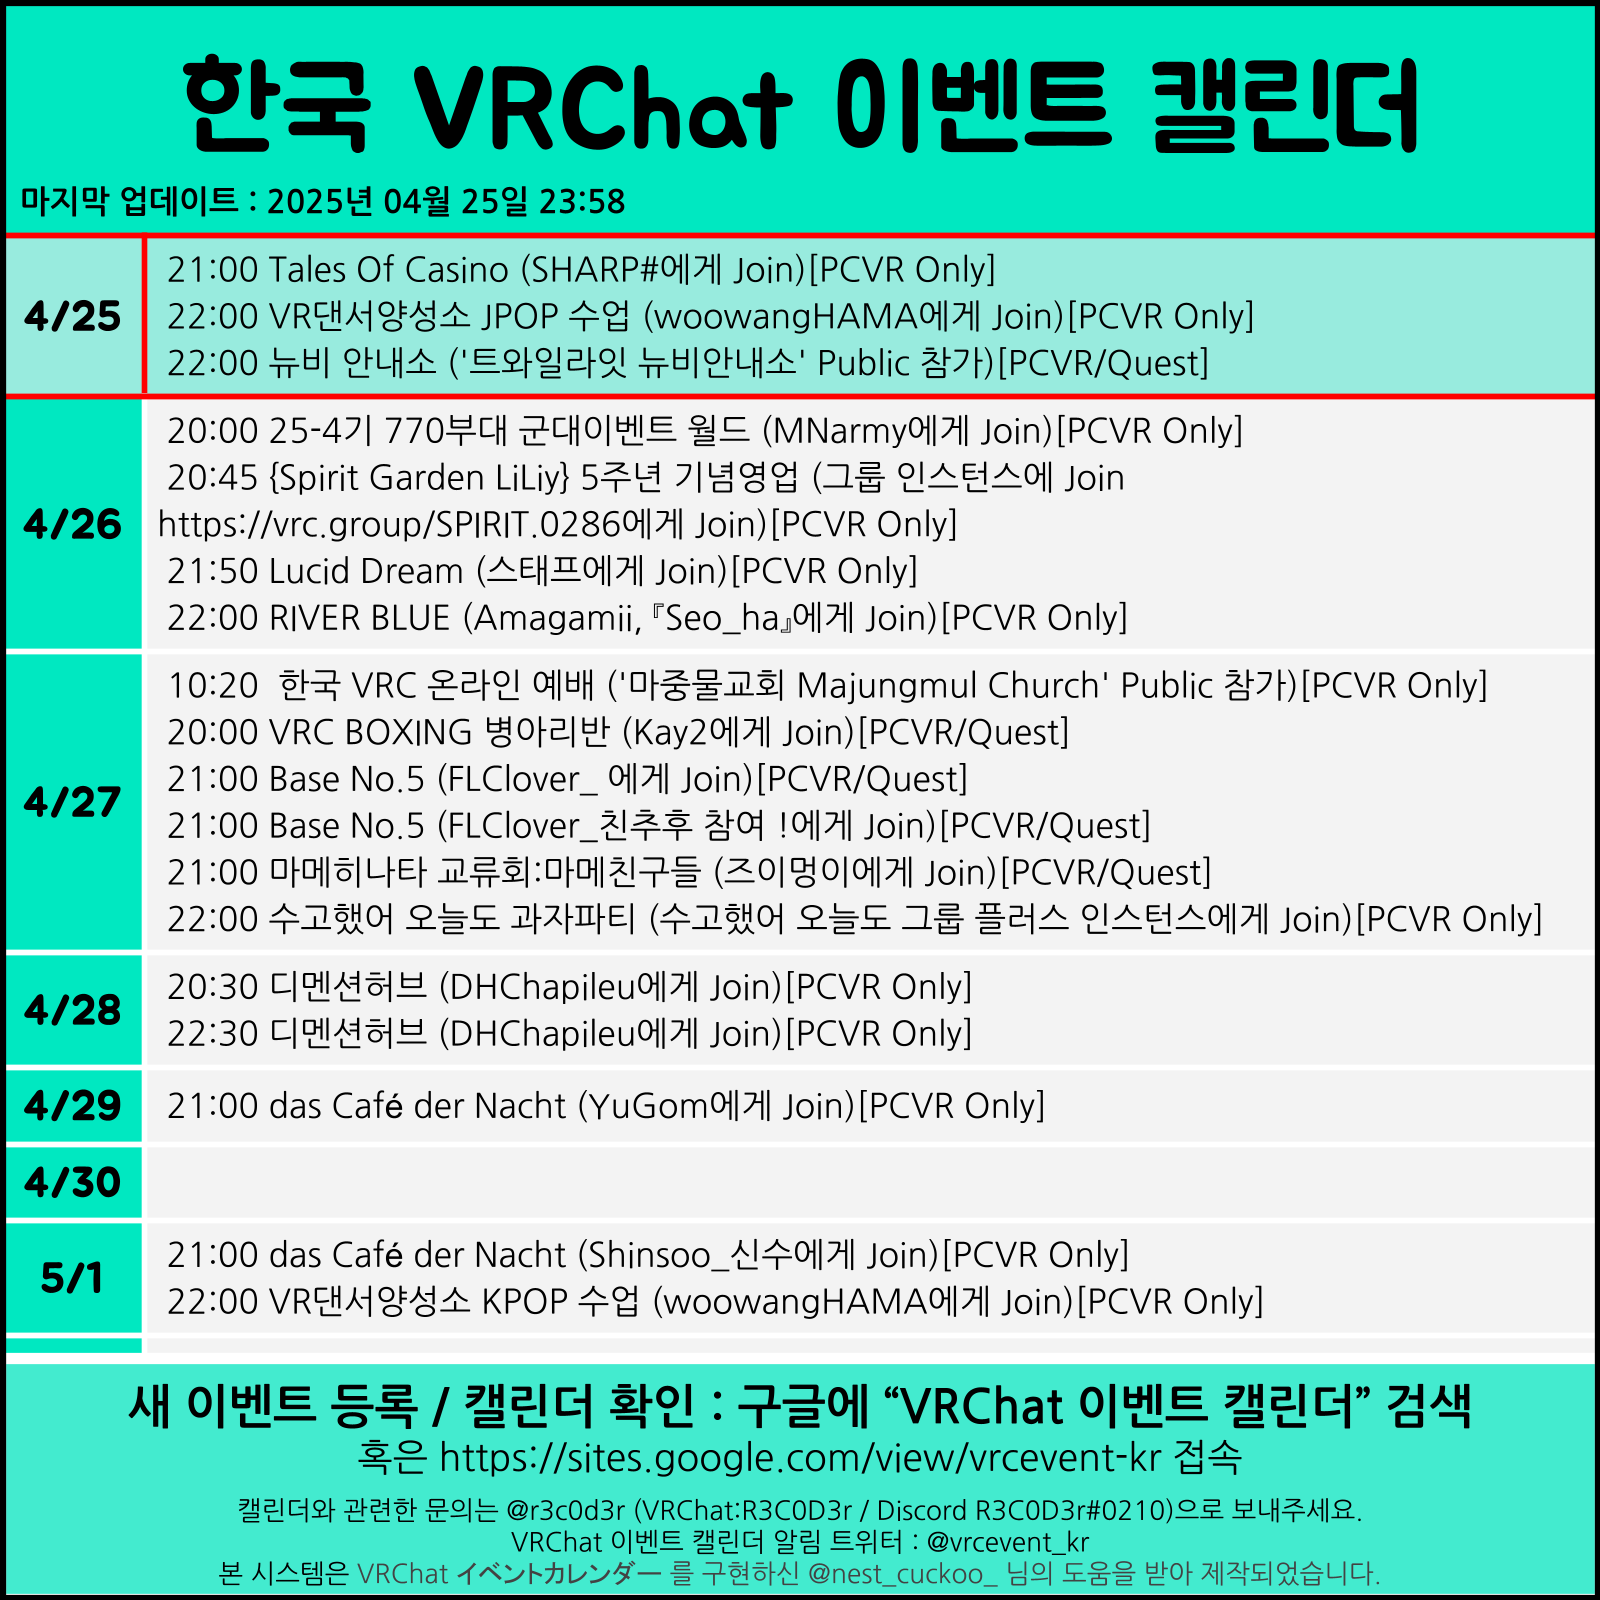 한국 VRChat 이벤트 캘린더
마지막 업데이트 : 2025년 04월 25일 23:58
4/25
21:00 Tales Of Casino (SHARP#에게 Join)[PCVR Only]
22:00 VR댄서양성소 JPOP 수업 (woowangHAMA에게 Join)[PCVR Only]
22:00 뉴비 안내소 ('트와일라잇 뉴비안내소' Public 참가)[PCVR/Quest]
4/26
20:00 25-4기 770부대 군대이벤트 월드 (MNarmy에게 Join)[PCVR Only]
20:45 {Spirit Garden LiLiy} 5주년 기념영업 (그룹 인스턴스에 Join
https://vrc.group/SPIRIT.0286에게 Join)[PCVR Only]
21:50 Lucid Dream (스태프에게 Join)[PCVR Only]
22:00 RIVER BLUE (Amagamii,『Seo_ha』에게 Join)[PCVR Only]
4/27
10:20  한국 VRC 온라인 예배 ('마중물교회 Majungmul Church' Public 참가)[PCVR Only]
20:00 VRC BOXING 병아리반 (Kay2에게 Join)[PCVR/Quest]
21:00 Base No.5 (FLClover_ 에게 Join)[PCVR/Quest]
21:00 Base No.5 (FLClover_친추후 참여 !에게 Join)[PCVR/Quest]
21:00 마메히나타 교류회:마메친구들 (즈이멍이에게 Join)[PCVR/Quest]
22:00 수고했어 오늘도 과자파티 (수고했어 오늘도 그룹 플러스 인스턴스에게 Join)[PCVR Only]
4/28
20:30 디멘션허브 (DHChapileu에게 Join)[PCVR Only]
22:30 디멘션허브 (DHChapileu에게 Join)[PCVR Only]
4/29
21:00 das Café der Nacht (YuGom에게 Join)[PCVR Only]
4/30
5/1
21:00 das Café der Nacht (Shinsoo_신수에게 Join)[PCVR Only]
22:00 VR댄서양성소 KPOP 수업 (woowangHAMA에게 Join)[PCVR Only]
새 이벤트 등록 / 캘린더 확인 : 구글에 “VRChat 이벤트 캘린더” 검색
혹은 https://sites.google.com/view/vrcevent-kr 접속
캘린더와 관련한 문의는 @r3c0d3r (VRChat:R3C0D3r / Discord R3C0D3r#0210)으로 보내주세요.
VRChat 이벤트 캘린더 알림 트위터 : @vrcevent_kr
본 시스템은 VRChat イベントカレンダー 를 구현하신 @nest_cuckoo_ 님의 도움을 받아 제작되었습니다.